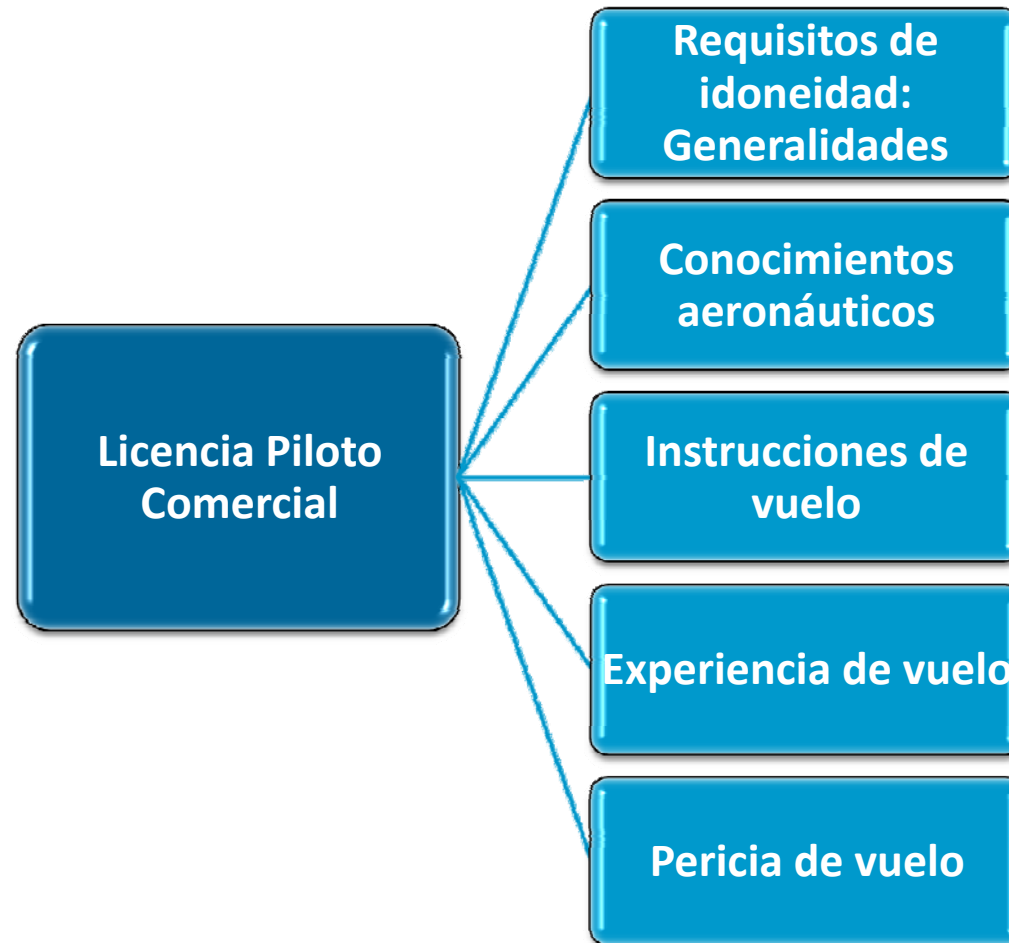 Licencia Piloto
Comercial
Requisitos de
idoneidad:
Generalidades
Conocimientos
aeronáuticos
Instrucciones de
vuelo
Experiencia de vuelo
Pericia de vuelo